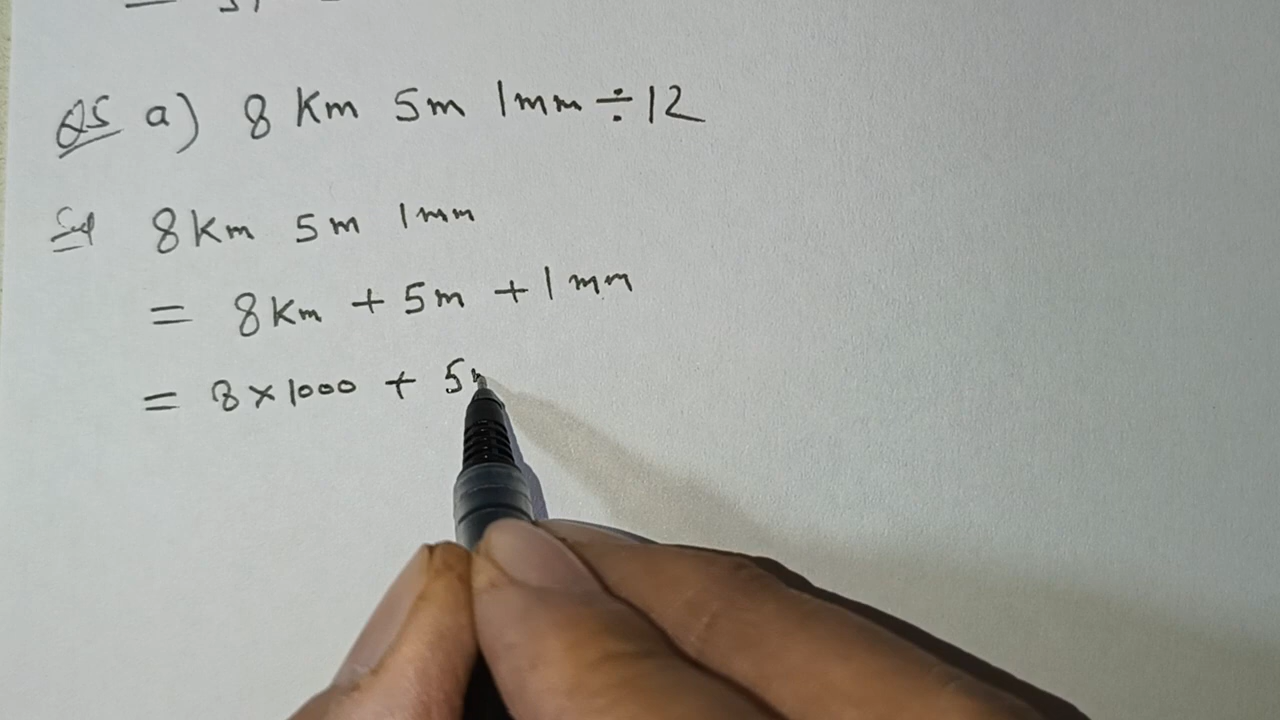 Q5 a) 8 Km 5m 1mm ÷ 12
Sol 8Km 5m 1mm
= 8Km + 5m + 1mm
= 8×1000 + 5